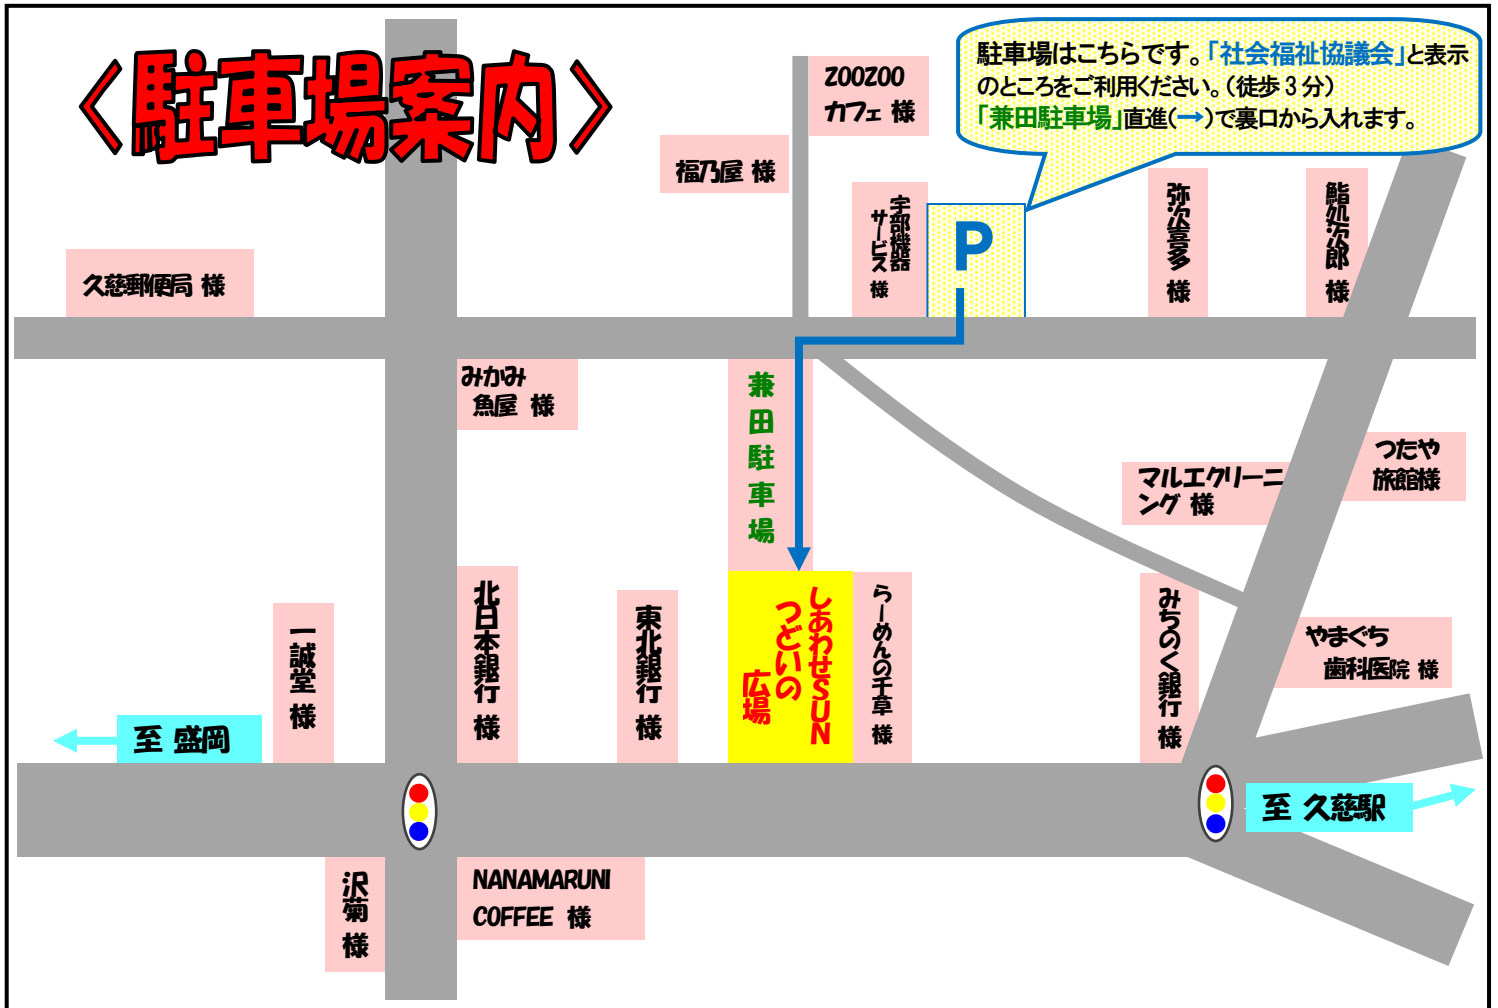 〈駐車場案内〉
駐車場はこちらです。「社会福祉協議会」と表示
のところをご利用ください。（徒歩３分）
「兼田駐車場」直進(→)で裏口から入れます。
ZOOZOO
カフェ 様
福乃屋 様
宇部機器
サービス 様
P
弥次喜多 様
鮨処次郎 様
久慈郵便局 様
みかみ
魚屋 様
兼田駐車場
つたや
旅館様
マルエクリーニ
ング 様
一誠堂 様
北日本銀行 様
東北銀行 様
しあわせSUN
つどいの
広場
らーめんの千草 様
みちのく銀行 様
やまぐち
歯科医院 様
至 盛岡
至 久慈駅
沢菊 様
NANAMARUNI
COFFEE 様